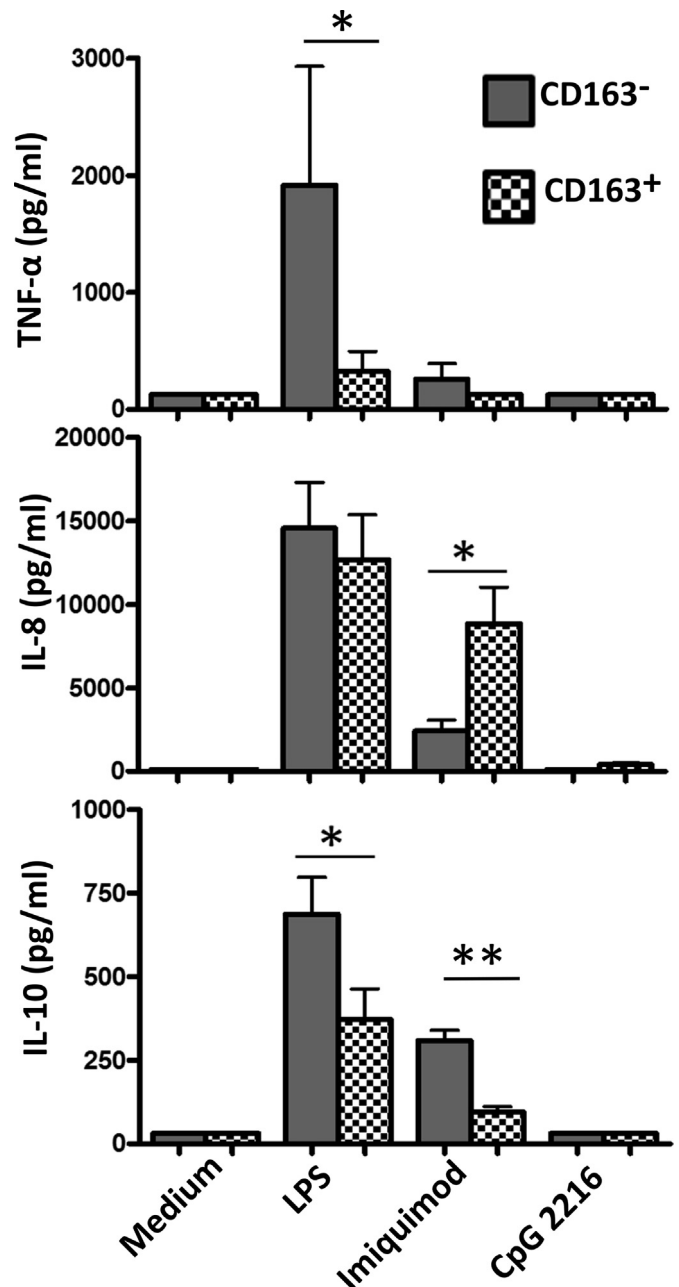 *
3000
2000
1000
0
TNF-α (pg/ml)
CD163-
CD163+
20000
15000
10000
5000
0
IL-8 (pg/ml)
*
1000
750
500
250
0
IL-10 (pg/ml)
*
**
Medium
LPS
Imiquimod
CpG 2216